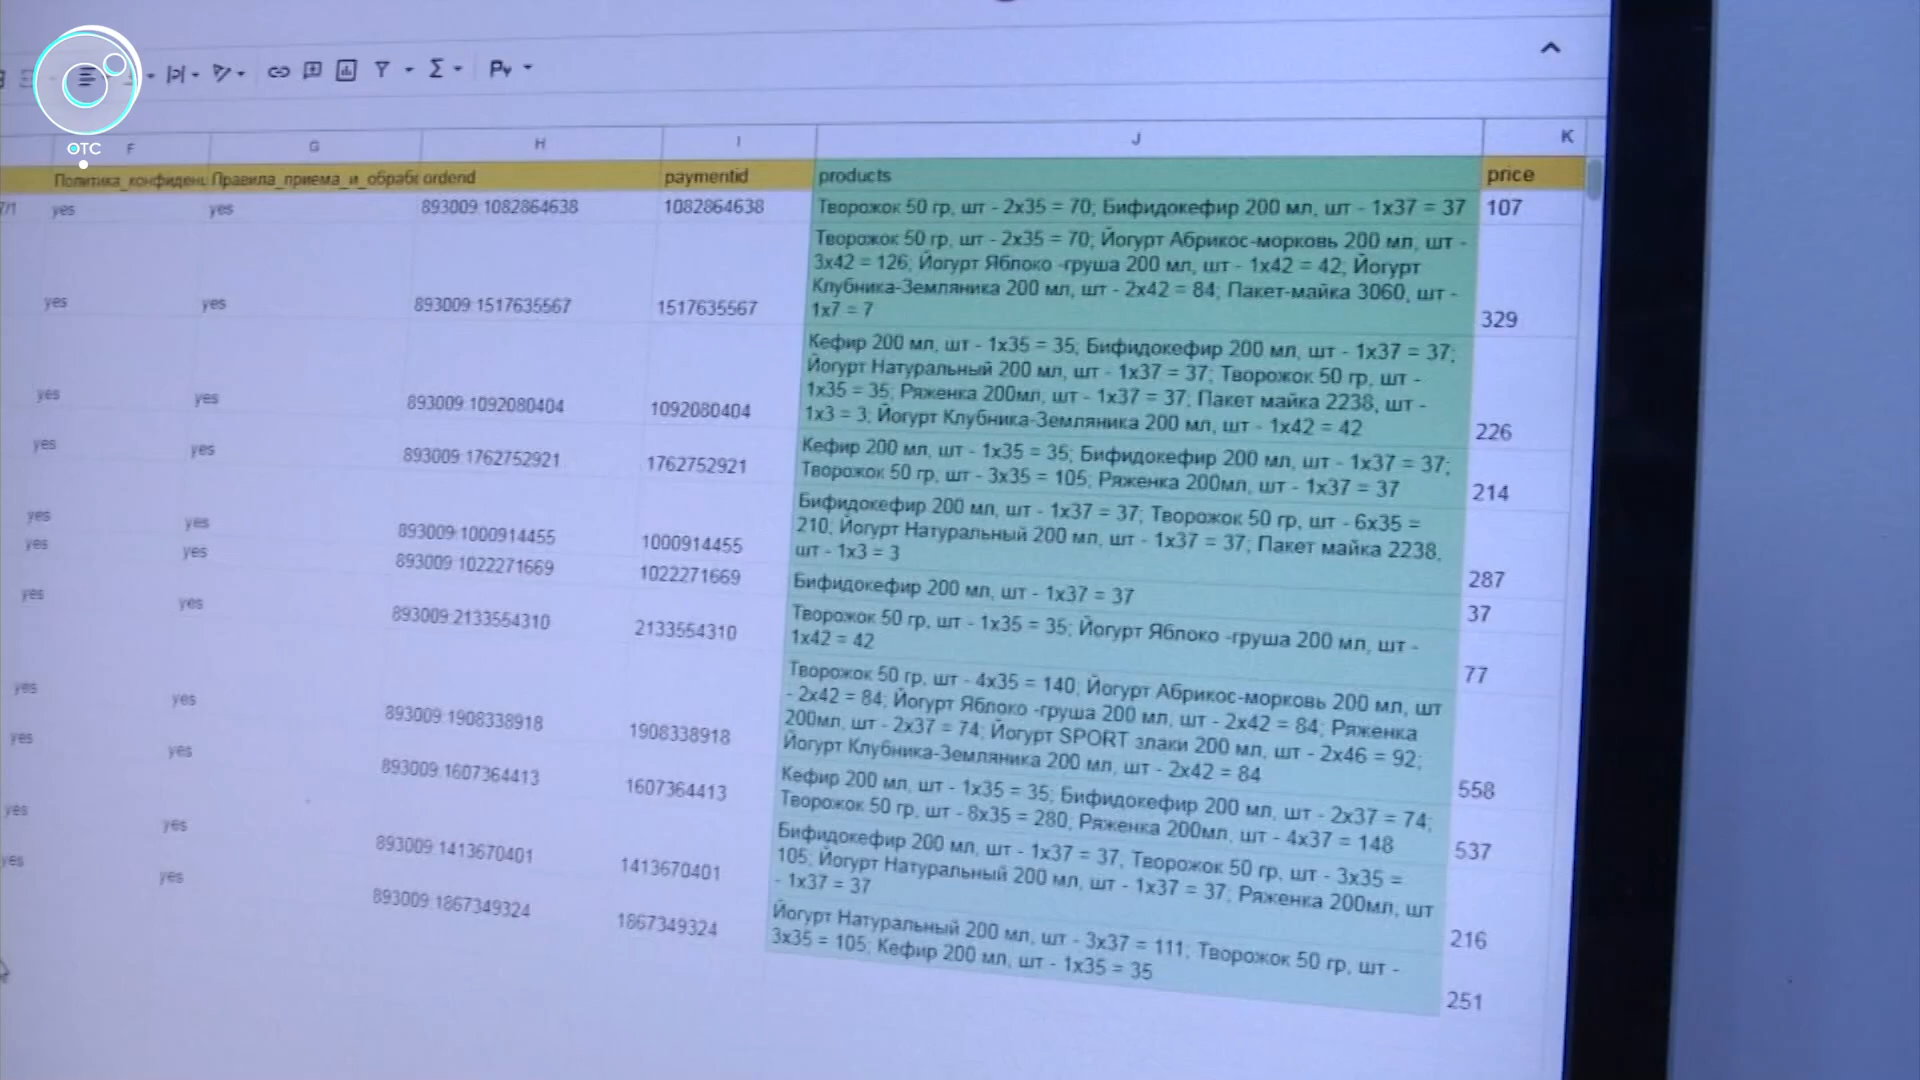 ОТС
F G H I J K
Политика_конфиденц Правила_приема_и_обрабо orderid paymentid products price
7/1 yes yes 893009:1082864638 1082864638 Творожок 50 гр, шт - 2x35 = 70; Бифидокефир 200 мл, шт - 1x37 = 37 107
Творожок 50 гр, шт - 2x35 = 70; Йогурт Абрикос-морковь 200 мл, шт -
3x42 = 126; Йогурт Яблоко -груша 200 мл, шт - 1x42 = 42; Йогурт
Клубника-Земляника 200 мл, шт - 2x42 = 84; Пакет-майка 3060, шт -
yes yes 893009:1517635567 1517635567 1x7 = 7 329
Кефир 200 мл, шт - 1x35 = 35; Бифидокефир 200 мл, шт - 1x37 = 37;
Йогурт Натуральный 200 мл, шт - 1x37 = 37; Творожок 50 гр, шт -
1x35 = 35; Ряженка 200мл, шт - 1x37 = 37; Пакет майка 2238, шт -
yes yes 893009:1092080404 1092080404 1x3 = 3; Йогурт Клубника-Земляника 200 мл, шт - 1x42 = 42 226
Кефир 200 мл, шт - 1x35 = 35; Бифидокефир 200 мл, шт - 1x37 = 37;
yes yes 893009:1762752921 1762752921 Творожок 50 гр, шт - 3x35 = 105; Ряженка 200мл, шт - 1x37 = 37 214
Бифидокефир 200 мл, шт - 1x37 = 37; Творожок 50 гр, шт - 6x35 =
210; Йогурт Натуральный 200 мл, шт - 1x37 = 37; Пакет майка 2238,
yes yes 893009:1000914455 1000914455 шт - 1x3 = 3 287
yes yes 893009:1022271669 1022271669 Бифидокефир 200 мл, шт - 1x37 = 37 37
Творожок 50 гр, шт - 1x35 = 35; Йогурт Яблоко -груша 200 мл, шт -
yes yes 893009:2133554310 2133554310 1x42 = 42 77
Творожок 50 гр, шт - 4x35 = 140; Йогурт Абрикос-морковь 200 мл, шт
- 2x42 = 84; Йогурт Яблоко -груша 200 мл, шт - 2x42 = 84; Ряженка
200мл, шт - 2x37 = 74; Йогурт SPORT злаки 200 мл, шт - 2x46 = 92;
yes yes 893009:1908338918 1908338918 Йогурт Клубника-Земляника 200 мл, шт - 2x42 = 84 558
Кефир 200 мл, шт - 1x35 = 35; Бифидокефир 200 мл, шт - 2x37 = 74;
yes yes 893009:1607364413 1607364413 Творожок 50 гр, шт - 8x35 = 280; Ряженка 200мл, шт - 4x37 = 148 537
Бифидокефир 200 мл, шт - 1x37 = 37; Творожок 50 гр, шт - 3x35 =
105; Йогурт Натуральный 200 мл, шт - 1x37 = 37; Ряженка 200мл, шт
yes yes 893009:1413670401 1413670401 - 1x37 = 37 216
Йогурт Натуральный 200 мл, шт - 3x37 = 111; Творожок 50 гр, шт -
yes yes 893009:1867349324 1867349324 3x35 = 105; Кефир 200 мл, шт - 1x35 = 35 251